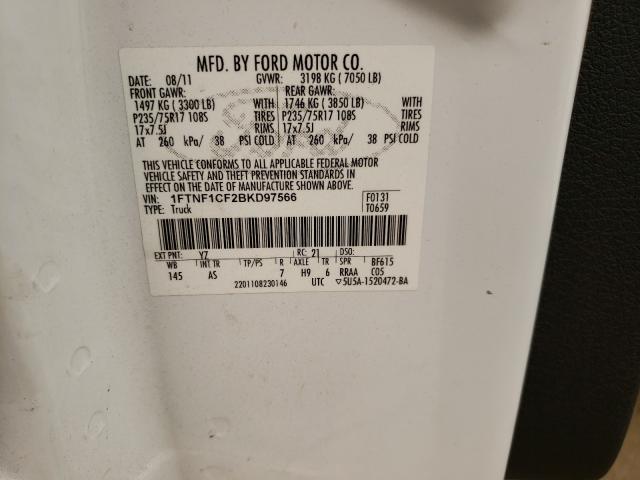 MFD. BY FORD MOTOR CO.
DATE: 08/11 GVWR: 3198 KG ( 7050 LB)
FRONT GAWR: REAR GAWR:
1497 KG ( 3300 LB) WITH 1746 KG ( 3850 LB) WITH
P235/75R17 108S TIRES P235/75R17 108S TIRES
17x7.5J RIMS 17x7.5J RIMS
AT 260 kPa/ 38 PSI COLD AT 260 kPa/ 38 PSI COLD
THIS VEHICLE CONFORMS TO ALL APPLICABLE FEDERAL MOTOR
VEHICLE SAFETY AND THEFT PREVENTION STANDARDS IN
EFFECT ON THE DATE OF MANUFACTURE SHOWN ABOVE.
VIN: 1FTNF1CF2BKD97566 F0131
TYPE: Truck T0659
EXT PNT: YZ RC: 21 DSO:
WB INT TR TP/PS R AXLE TR SPR BF615
145 AS 7 H9 6 RRAA C05
2201108230146 UTC ▽5U5A-1520472-BA